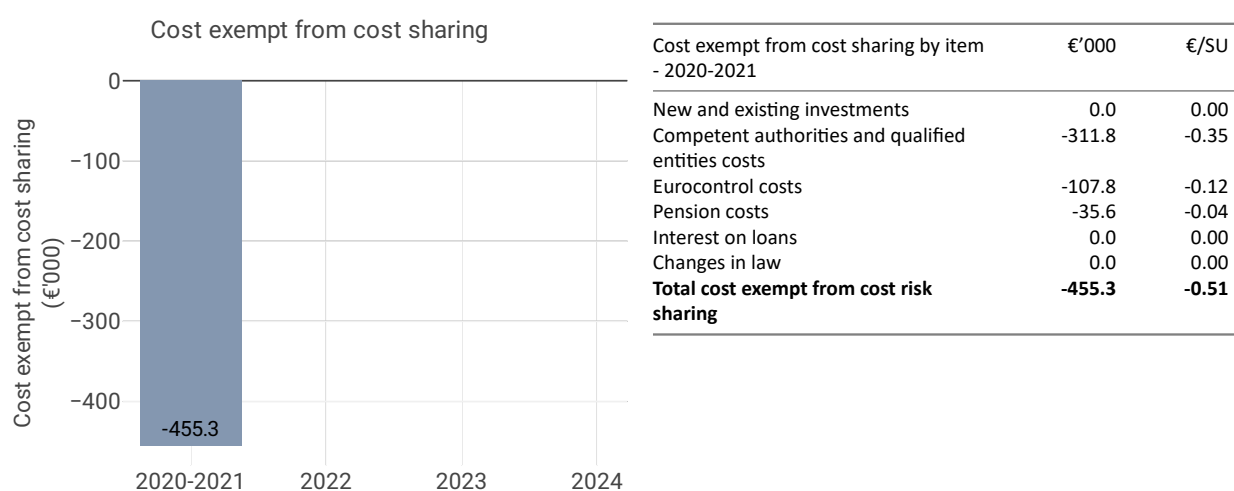 Cost exempt from cost sharing
Cost exempt from cost sharing
(€'000)
0
−100
−200
−300
−400
-455.3
2020-2021
2022
2023
2024
Cost exempt from cost sharing by item €'000 €/SU
- 2020-2021
New and existing investments 0.0 0.00
Competent authorities and qualified -311.8 -0.35
entities costs
Eurocontrol costs -107.8 -0.12
Pension costs -35.6 -0.04
Interest on loans 0.0 0.00
Changes in law 0.0 0.00
Total cost exempt from cost risk -455.3 -0.51
sharing